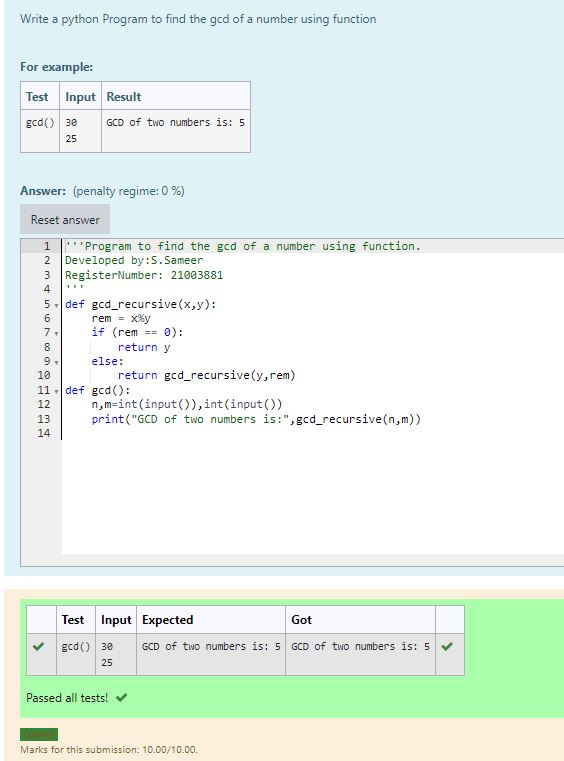 Write a python Program to find the gcd of a number using function
For example:
Test Input Result
gcd() 30 GCD of two numbers is: 5
25
Answer: (penalty regime: 0 %)
Reset answer
1 '''Program to find the gcd of a number using function.
2 Developed by:S.Sameer
3 RegisterNumber: 21003881
4 '''
5 def gcd_recursive(x,y):
6 rem = x%y
7 if (rem == 0):
8 return y
9 else:
10 return gcd_recursive(y,rem)
11 def gcd():
12 n,m=int(input()),int(input())
13 print("GCD of two numbers is:",gcd_recursive(n,m))
14
Test Input Expected Got
gcd() 30 GCD of two numbers is: 5 GCD of two numbers is: 5
25
Passed all tests!
Correct
Marks for this submission: 10.00/10.00.